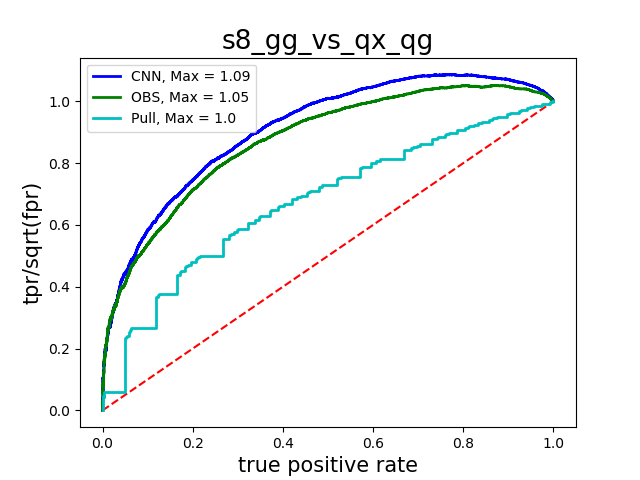 s8_gg_vs_qx_qg
CNN, Max = 1.09
OBS, Max = 1.05
Pull, Max = 1.0
tpr/sqrt(fpr)
1.0
0.8
0.6
0.4
0.2
0.0
0.0 0.2 0.4 0.6 0.8 1.0
true positive rate